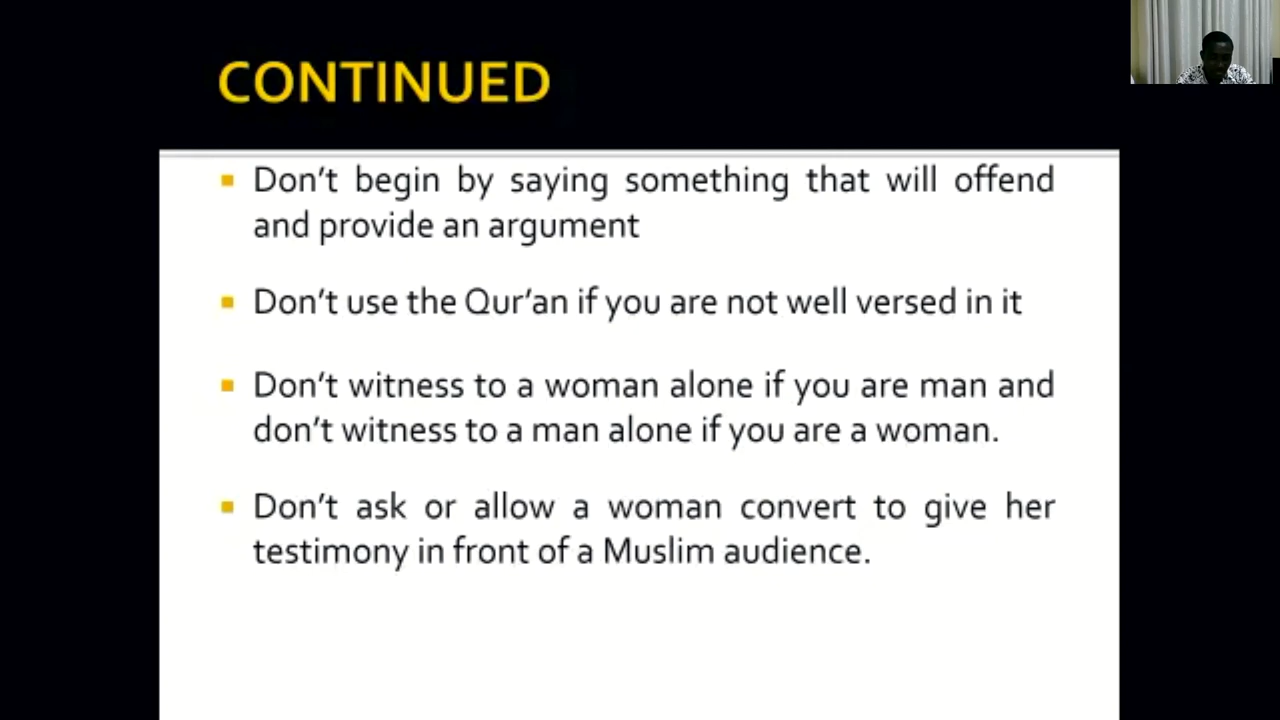 CONTINUED
Don't begin by saying something that will offend
and provide an argument
Don't use the Qur'an if you are not well versed in it
Don't witness to a woman alone if you are man and
don't witness to a man alone if you are a woman.
Don't ask or allow a woman convert to give her
testimony in front of a Muslim audience.